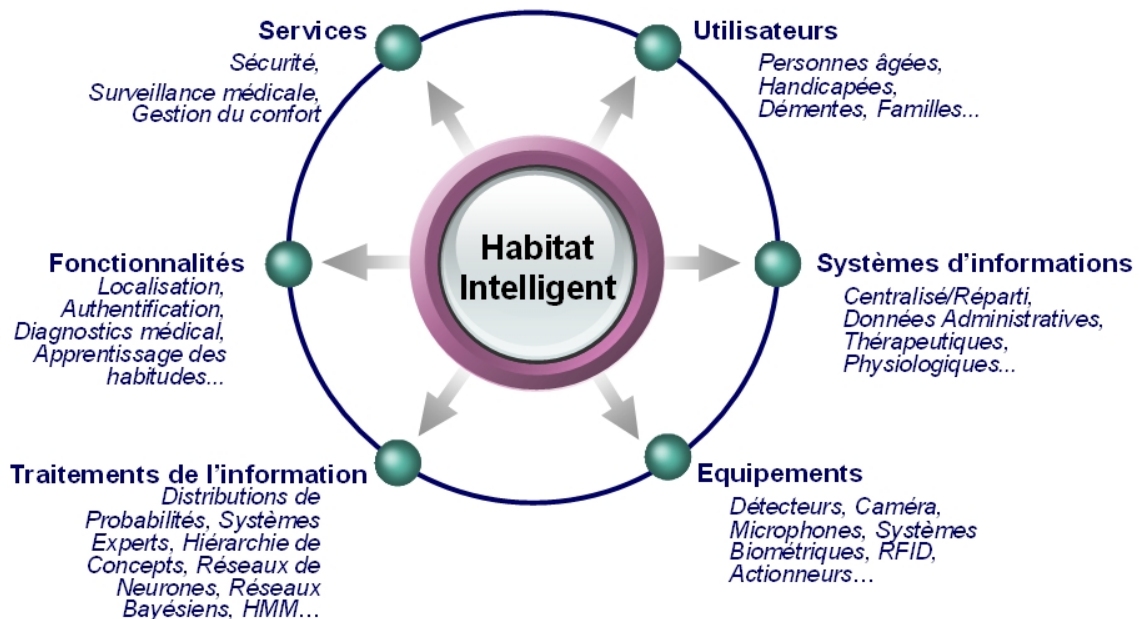 Services
Sécurité,
Surveillance médicale,
Gestion du confort
Utilisateurs
Personnes âgées,
Handicapées,
Démentes, Familles...
Habitat
Intelligent
Fonctionnalités
Localisation,
Authentification,
Diagnostics médical,
Apprentissage des
habitudes...
Systèmes d'informations
Centralisé/Réparti,
Données Administratives,
Thérapeutiques,
Physiologiques...
Traitements de l'information
Distributions de
Probabilités, Systèmes
Experts, Hiérarchie de
Concepts, Réseaux de
Neurones, Réseaux
Bayésiens, HMM...
Equipements
Détecteurs, Caméra,
Microphones, Systèmes
Biométriques, RFID,
Actionneurs...